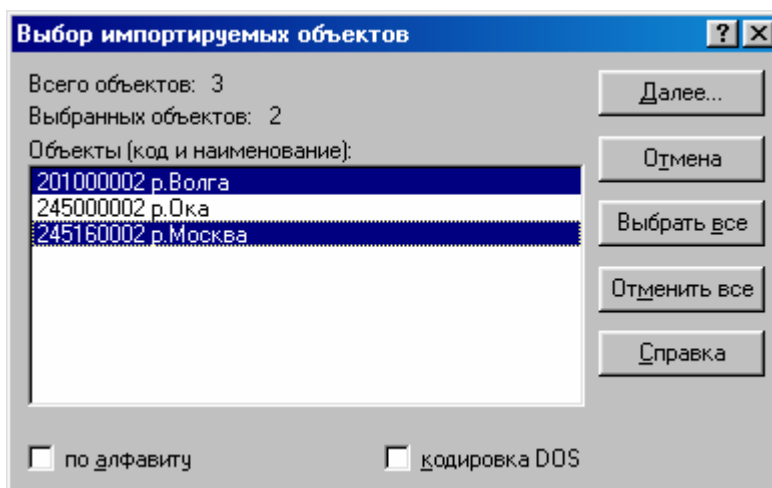 Выбор импортируемых объектов
Всего объектов: 3
Выбранных объектов: 2
Объекты (код и наименование):
201000002 р.Волга
245000002 р.Ока
245160002 р.Москва
Далее...
Отмена
Выбрать все
Отменить все
Справка
по алфавиту
кодировка DOS